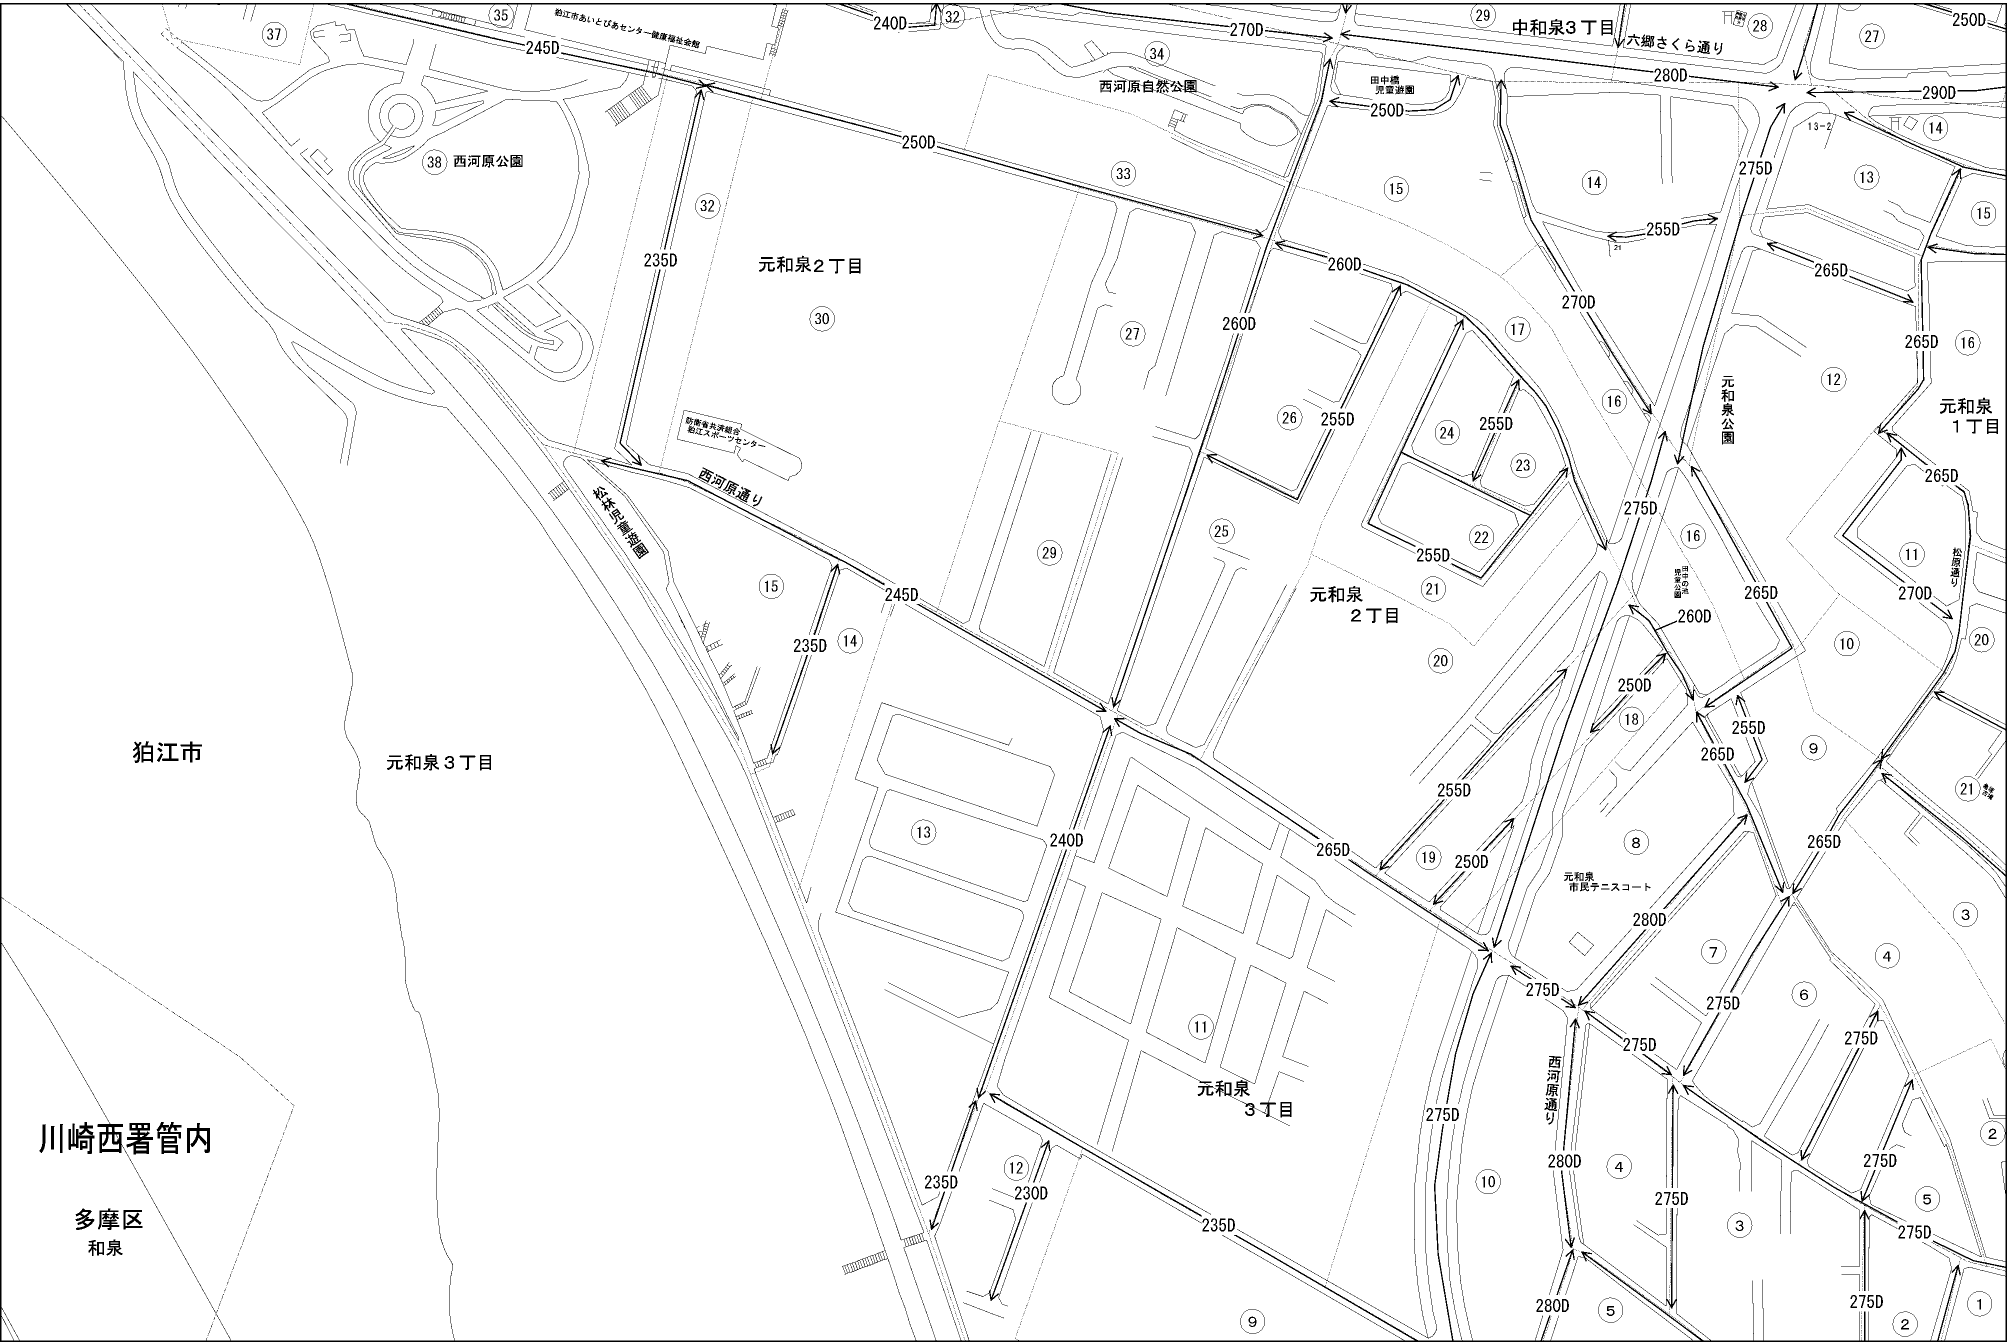 35
狛江市あいとぴあセンター健康福祉会館
240D
32
270D
29
中和泉3丁目
28
27
250D
37
245D
34
六郷さくら通り
280D
290D
西河原自然公園
田中橋
児童遊園
250D
13-2
14
250D
38
西河原公園
33
15
14
275D
13
32
15
255D
21
235D
元和泉2丁目
260D
265D
270D
30
27
260D
17
265D
16
12
16
元和泉公園
元和泉
1丁目
26
255D
24
255D
23
防衛省共済組合
狛江スポーツセンター
西河原通り
265D
275D
松林児童遊園
25
22
16
29
255D
11
松原通り
15
245D
21
田中の池
児童公園
265D
270D
元和泉
2丁目
260D
14
235D
20
10
20
250D
18
255D
9
265D
狛江市
元和泉3丁目
255D
21
13
240D
265D
19
250D
8
265D
元和泉
市民テニスコート
280D
3
7
4
275D
6
275D
11
275D
275D
元和泉
3丁目
西河原通り
275D
川崎西署管内
2
12
235D
230D
10
280D
4
275D
275D
5
多摩区
和泉
235D
3
275D
9
280D
5
275D
2
1